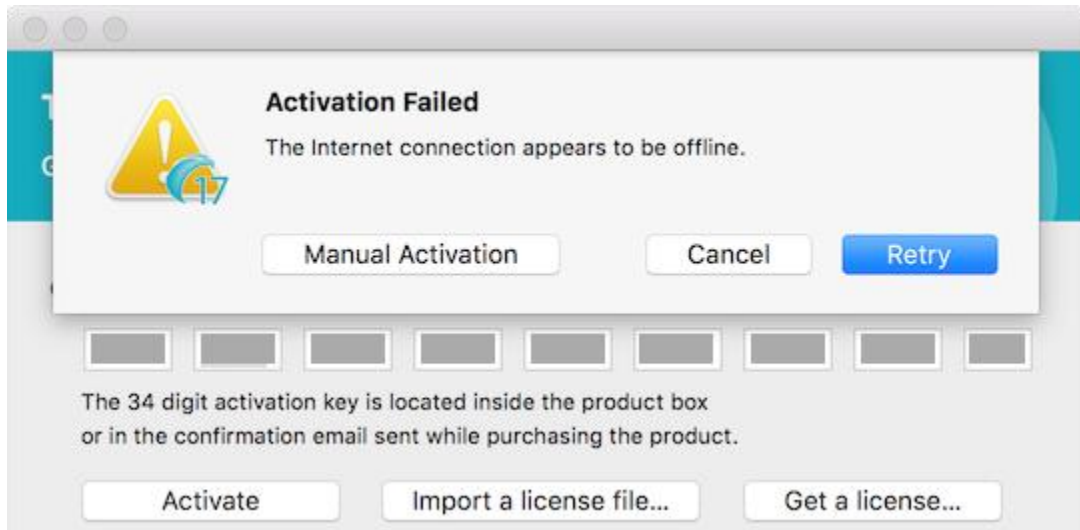 Activation Failed
The Internet connection appears to be offline.
17
Manual Activation
Cancel
Retry
The 34 digit activation key is located inside the product box
or in the confirmation email sent while purchasing the product.
Activate
Import a license file...
Get a license...